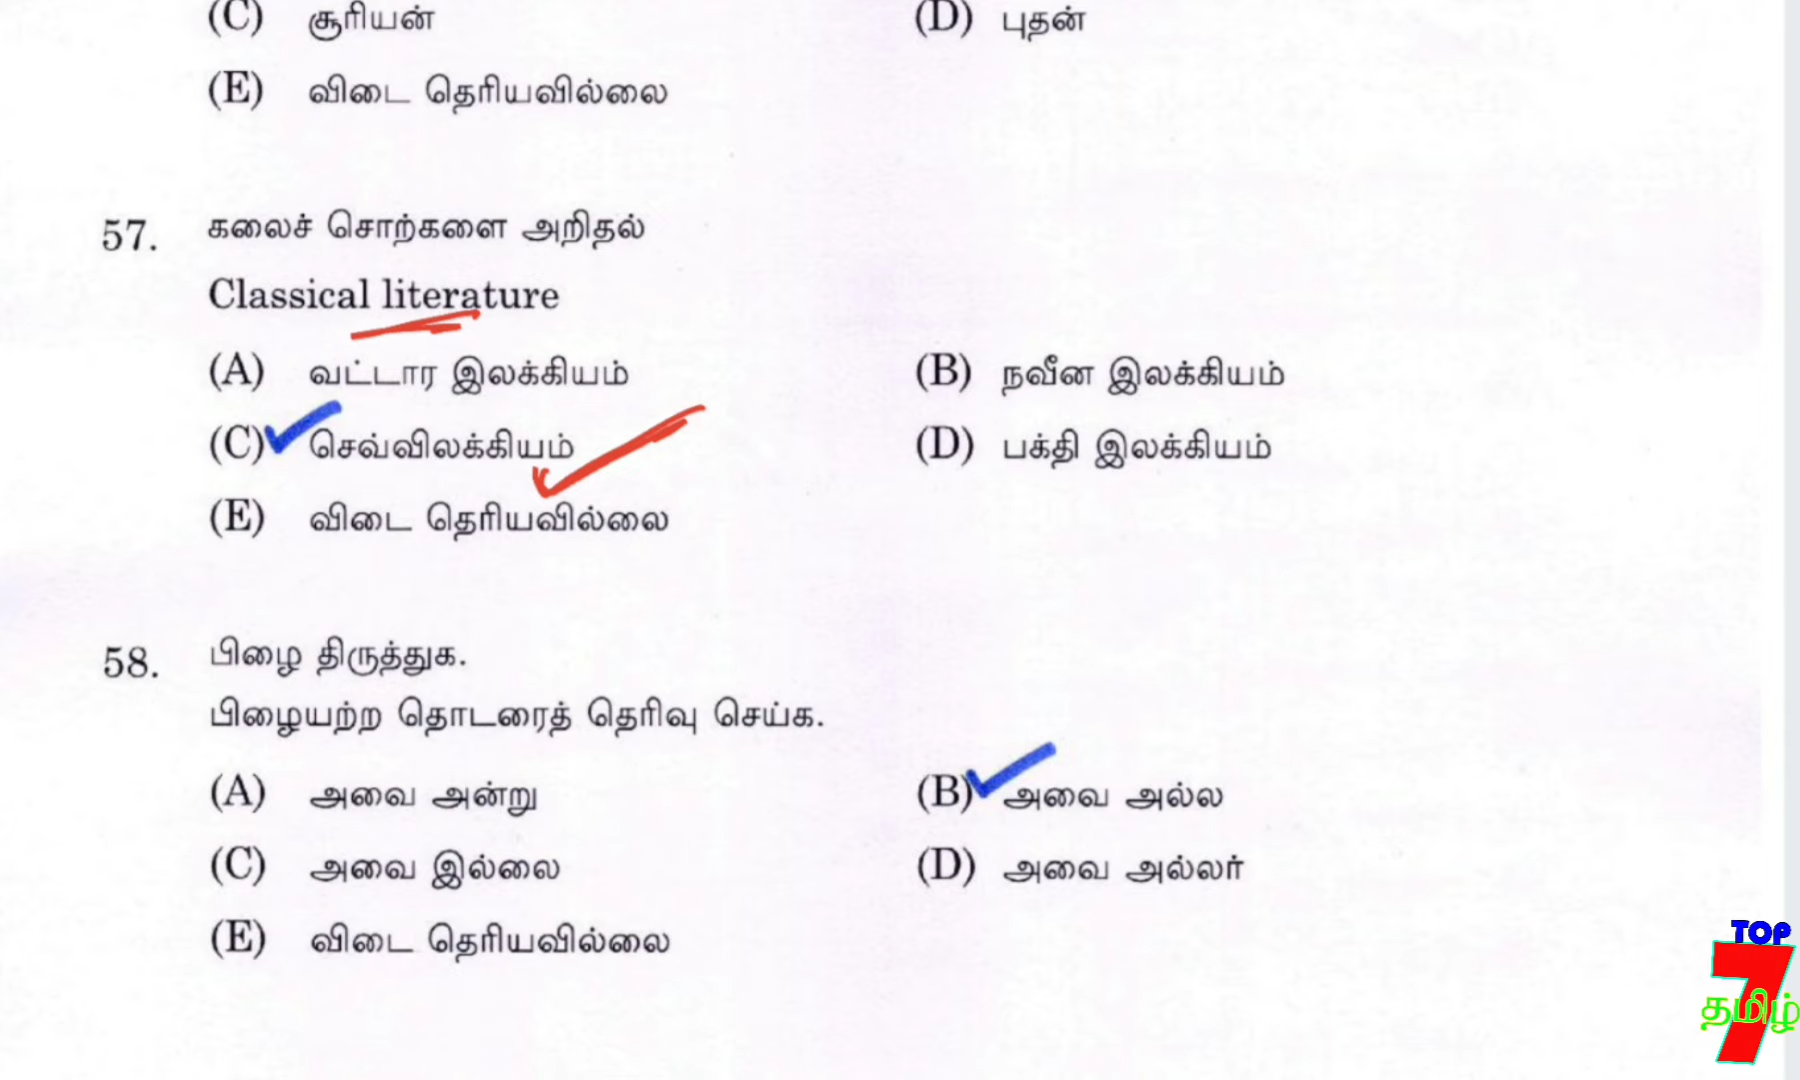 (C) சூரியன் (D) புதன்
(E) விடை தெரியவில்லை
57. கலைச் சொற்களை அறிதல்
Classical literature
(A) வட்டார இலக்கியம் (B) நவீன இலக்கியம்
(C) செவ்விலக்கியம் (D) பக்தி இலக்கியம்
(E) விடை தெரியவில்லை
58. பிழை திருத்துக.
பிழையற்ற தொடரைத் தெரிவு செய்க.
(A) அவை அன்று (B) அவை அல்ல
(C) அவை இல்லை (D) அவை அல்லர்
(E) விடை தெரியவில்லை
TOP
7
தமிழ்